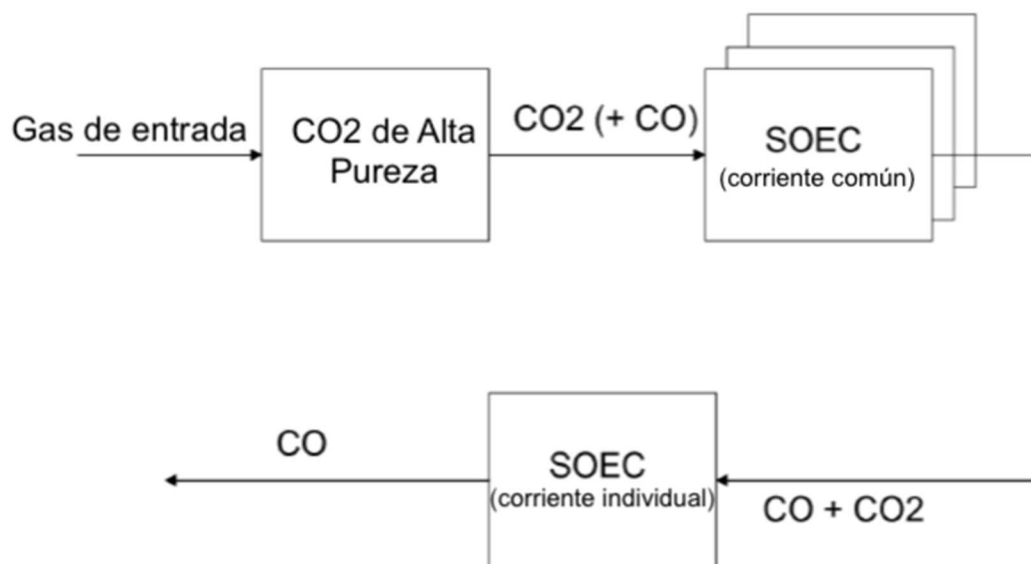 Gas de entrada
CO2 de Alta
Pureza
CO2 (+ CO)
SOEC
(corriente común)
CO
SOEC
(corriente individual)
CO + CO2